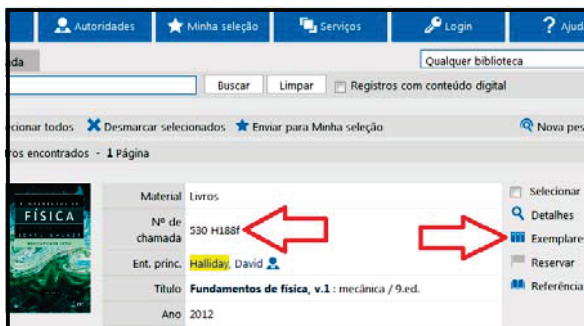 Autoridades Minha seleção Serviços Login ? Ajud
ada Qualquer biblioteca
Buscar Limpar Registros com conteúdo digital
ecionar todos Desmarcar selecionados Enviar para Minha seleção Nova pes
ros encontrados - 1 Página
FÍSICA
Material Livros
Nº de chamada 530 H188f
Ent. princ. Halliday, David
Título Fundamentos de física, v.1 : mecânica / 9.ed.
Ano 2012
Selecionar
Detalhes
Exemplare
Reservar
Referência